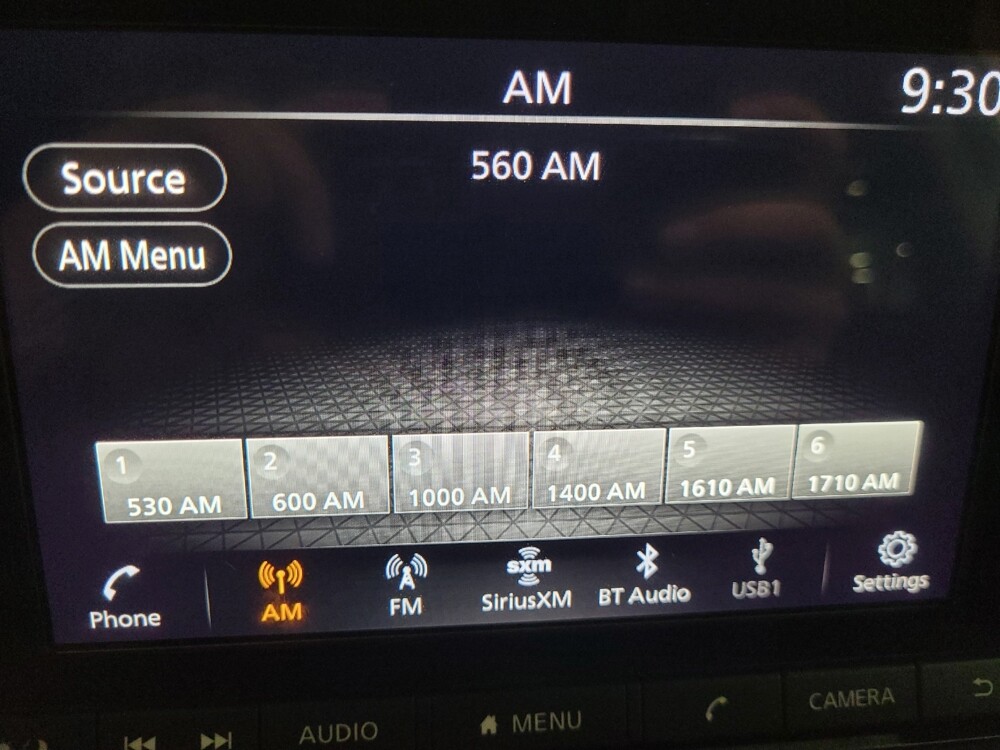 AM
9:30
Source
560 AM
AM Menu
1
530 AM
2
600 AM
3
1000 AM
4
1400 AM
5
1610 AM
6
1710 AM
Phone
AM
FM
sxm
SiriusXM
BT Audio
USB1
Settings
AUDIO
MENU
CAMERA